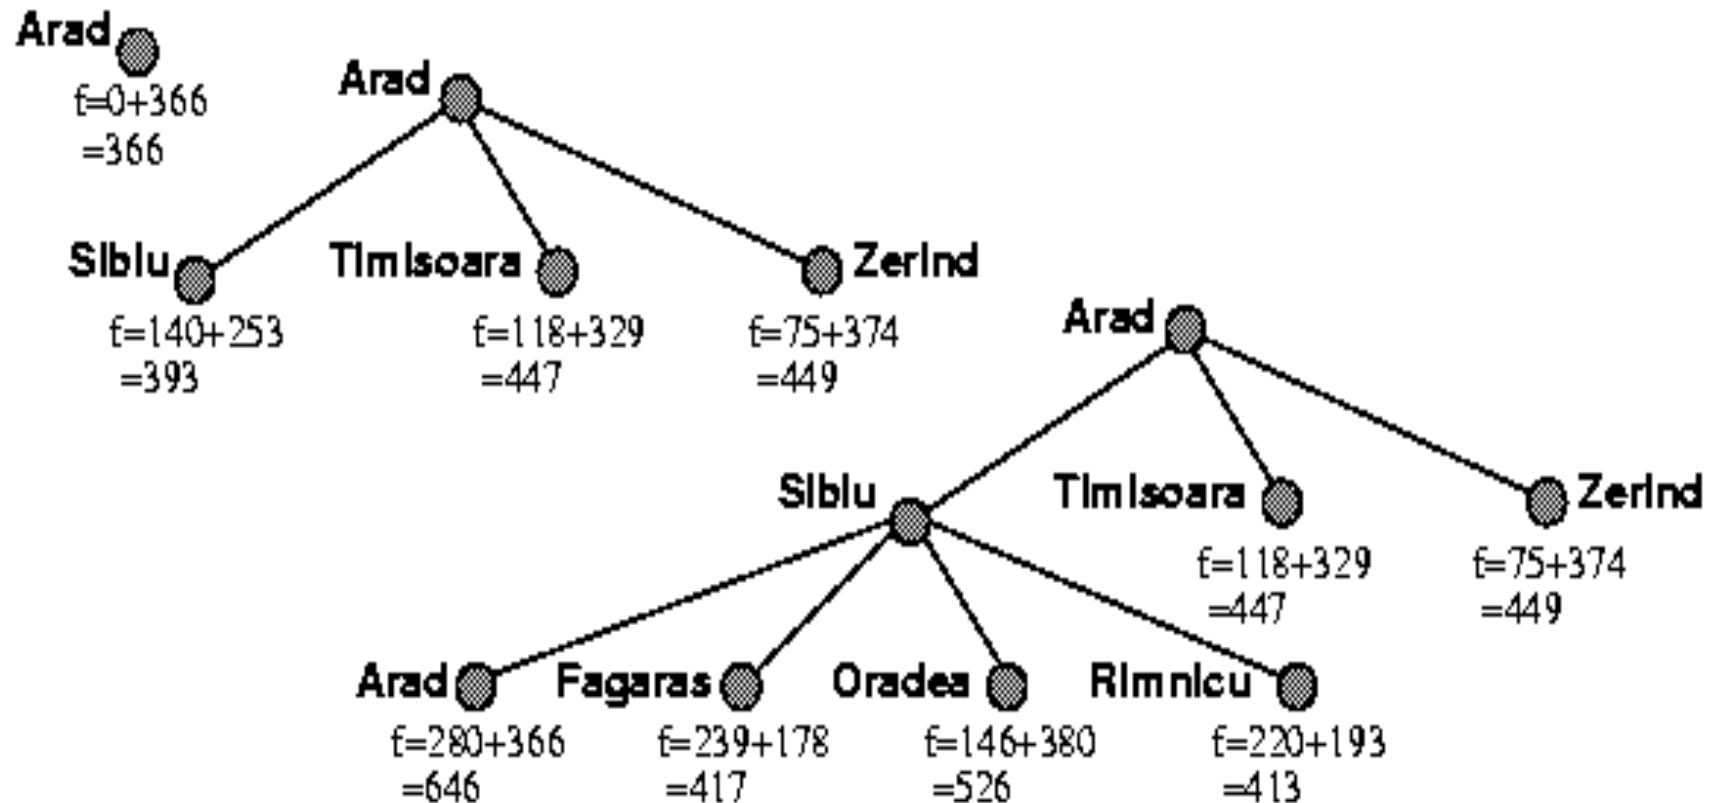 Arad
f=0+366
=366
Arad
Sibiu
f=140+253
=393
Timisoara
f=118+329
=447
Zerind
f=75+374
=449
Arad
Sibiu
Timisoara
f=118+329
=447
Zerind
f=75+374
=449
Arad
f=280+366
=646
Fagaras
f=239+178
=417
Oradea
f=146+380
=526
Rimnicu
f=220+193
=413